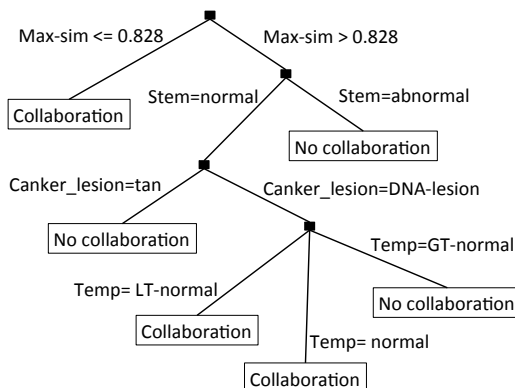 Max-sim <= 0.828
Max-sim > 0.828
Stem=normal
Stem=abnormal
Collaboration
No collaboration
Canker_lesion=tan
Canker_lesion=DNA-lesion
No collaboration
Temp=GT-normal
Temp= LT-normal
No collaboration
Collaboration
Temp= normal
Collaboration